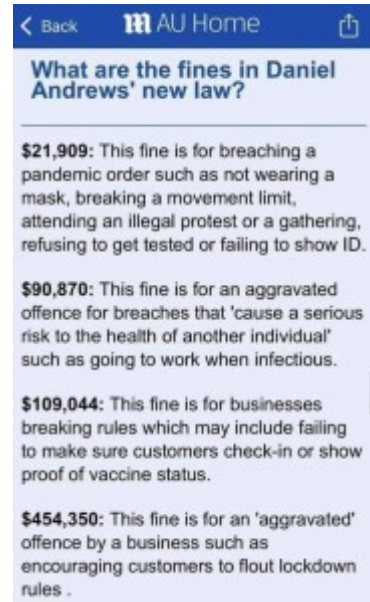 Back AU Home
What are the fines in Daniel
Andrews' new law?
$21,909: This fine is for breaching a
pandemic order such as not wearing a
mask, breaking a movement limit,
attending an illegal protest or a gathering,
refusing to get tested or failing to show ID.
$90,870: This fine is for an aggravated
offence for breaches that 'cause a serious
risk to the health of another individual'
such as going to work when infectious.
$109,044: This fine is for businesses
breaking rules which may include failing
to make sure customers check-in or show
proof of vaccine status.
$454,350: This fine is for an 'aggravated'
offence by a business such as
encouraging customers to flout lockdown
rules .